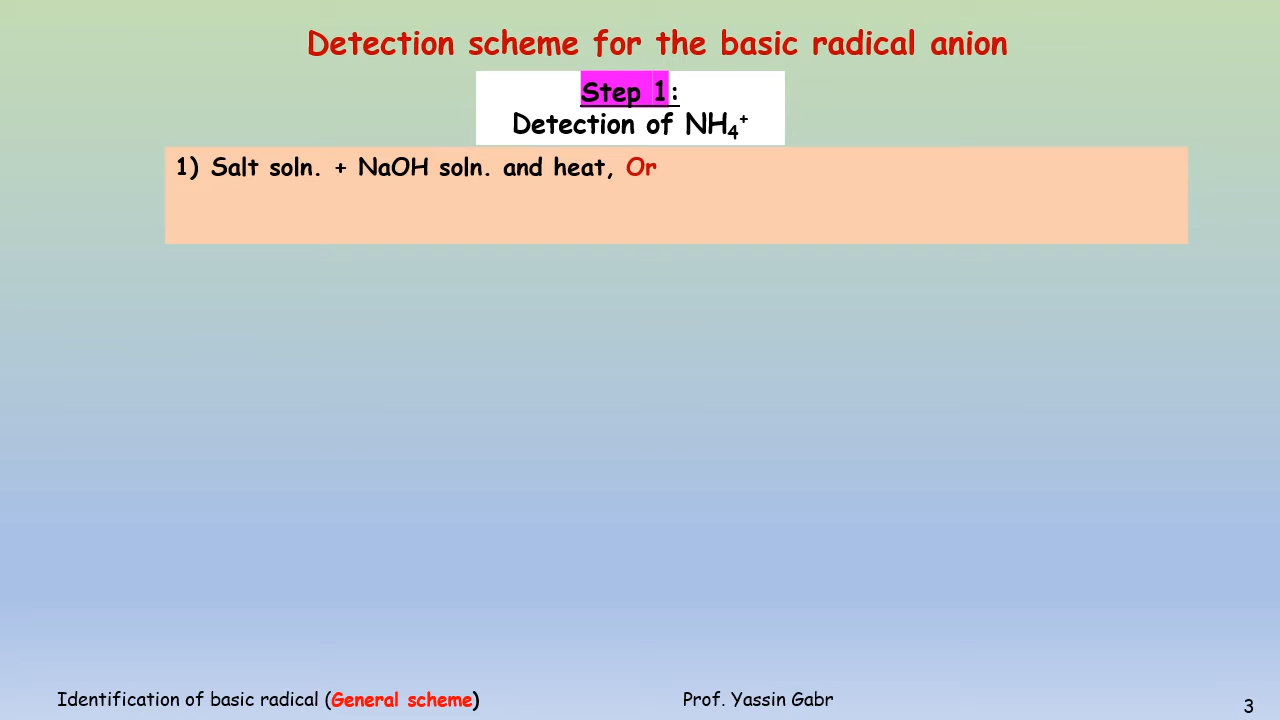 Detection scheme for the basic radical anion
Step 1:
Detection of NH₄⁺
1) Salt soln. + NaOH soln. and heat, Or
Identification of basic radical (General scheme)
Prof. Yassin Gabr
3